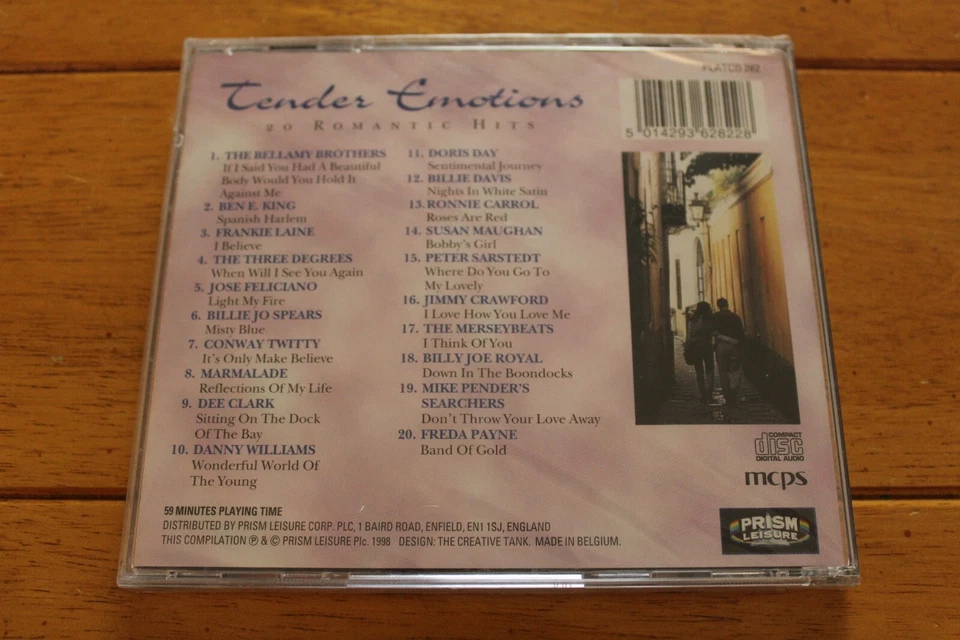 PLATCD 262
Tender Emotions
20 ROMANTIC HITS
5 014293 628228
1. THE BELLAMY BROTHERS
If I Said You Had A Beautiful
Body Would You Hold It
Against Me
2. BEN E. KING
Spanish Harlem
3. FRANKIE LAINE
I Believe
4. THE THREE DEGREES
When Will I See You Again
5. JOSE FELICIANO
Light My Fire
6. BILLIE JO SPEARS
Misty Blue
7. CONWAY TWITTY
It's Only Make Believe
8. MARMALADE
Reflections Of My Life
9. DEE CLARK
Sitting On The Dock
Of The Bay
10. DANNY WILLIAMS
Wonderful World Of
The Young
11. DORIS DAY
Sentimental Journey
12. BILLIE DAVIS
Nights In White Satin
13. RONNIE CARROL
Roses Are Red
14. SUSAN MAUGHAN
Bobby's Girl
15. PETER SARSTEDT
Where Do You Go To
My Lovely
16. JIMMY CRAWFORD
I Love How You Love Me
17. THE MERSEYBEATS
I Think Of You
18. BILLY JOE ROYAL
Down In The Boondocks
19. MIKE PENDER'S
SEARCHERS
Don't Throw Your Love Away
20. FREDA PAYNE
Band Of Gold
COMPACT
disc
DIGITAL AUDIO
mcps
PRISM
LEISURE
59 MINUTES PLAYING TIME
DISTRIBUTED BY PRISM LEISURE CORP. PLC, 1 BAIRD ROAD, ENFIELD, EN1 1SJ, ENGLAND
THIS COMPILATION ℗ & © PRISM LEISURE Plc. 1998 DESIGN: THE CREATIVE TANK. MADE IN BELGIUM.